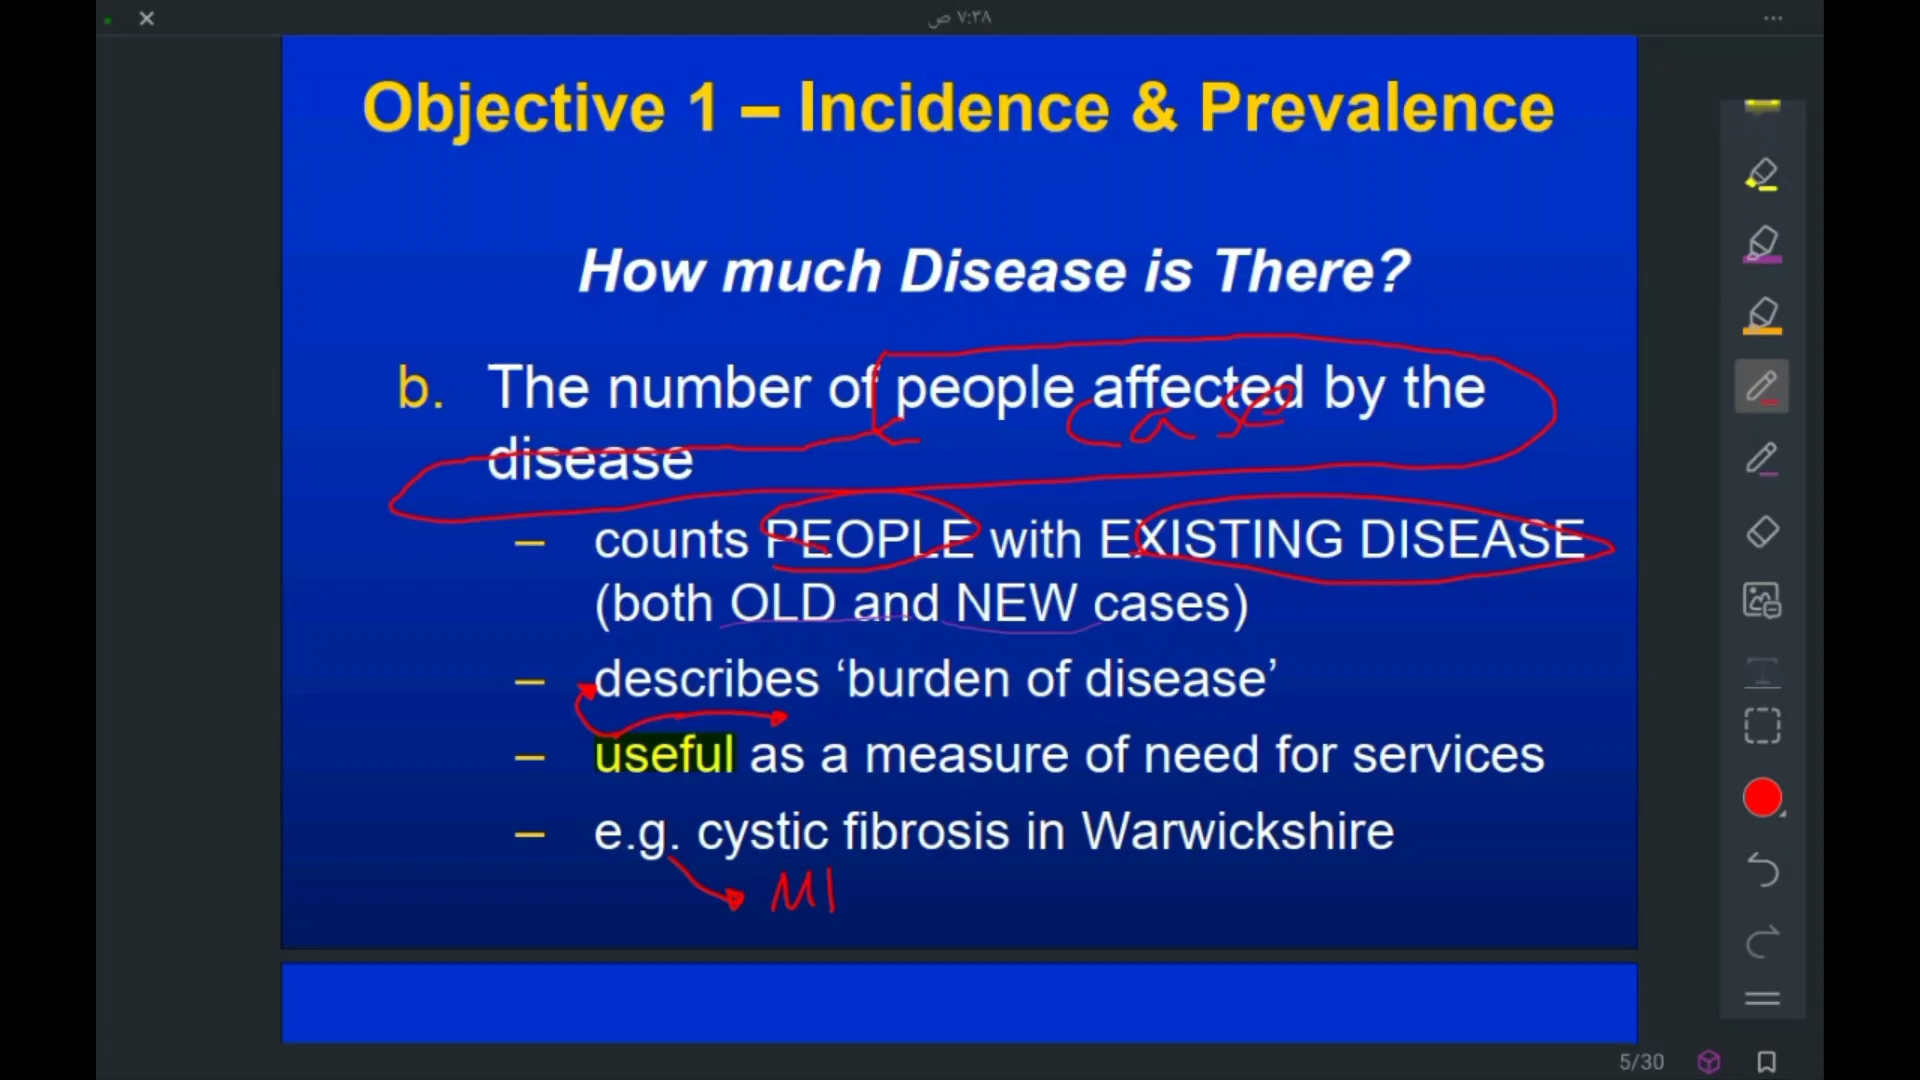 ٧:٣٨ ص
Objective 1 – Incidence & Prevalence
How much Disease is There?
b. The number of people affected by the
case
disease
– counts PEOPLE with EXISTING DISEASE
(both OLD and NEW cases)
– describes ‘burden of disease’
– useful as a measure of need for services
– e.g. cystic fibrosis in Warwickshire
MI
5/30